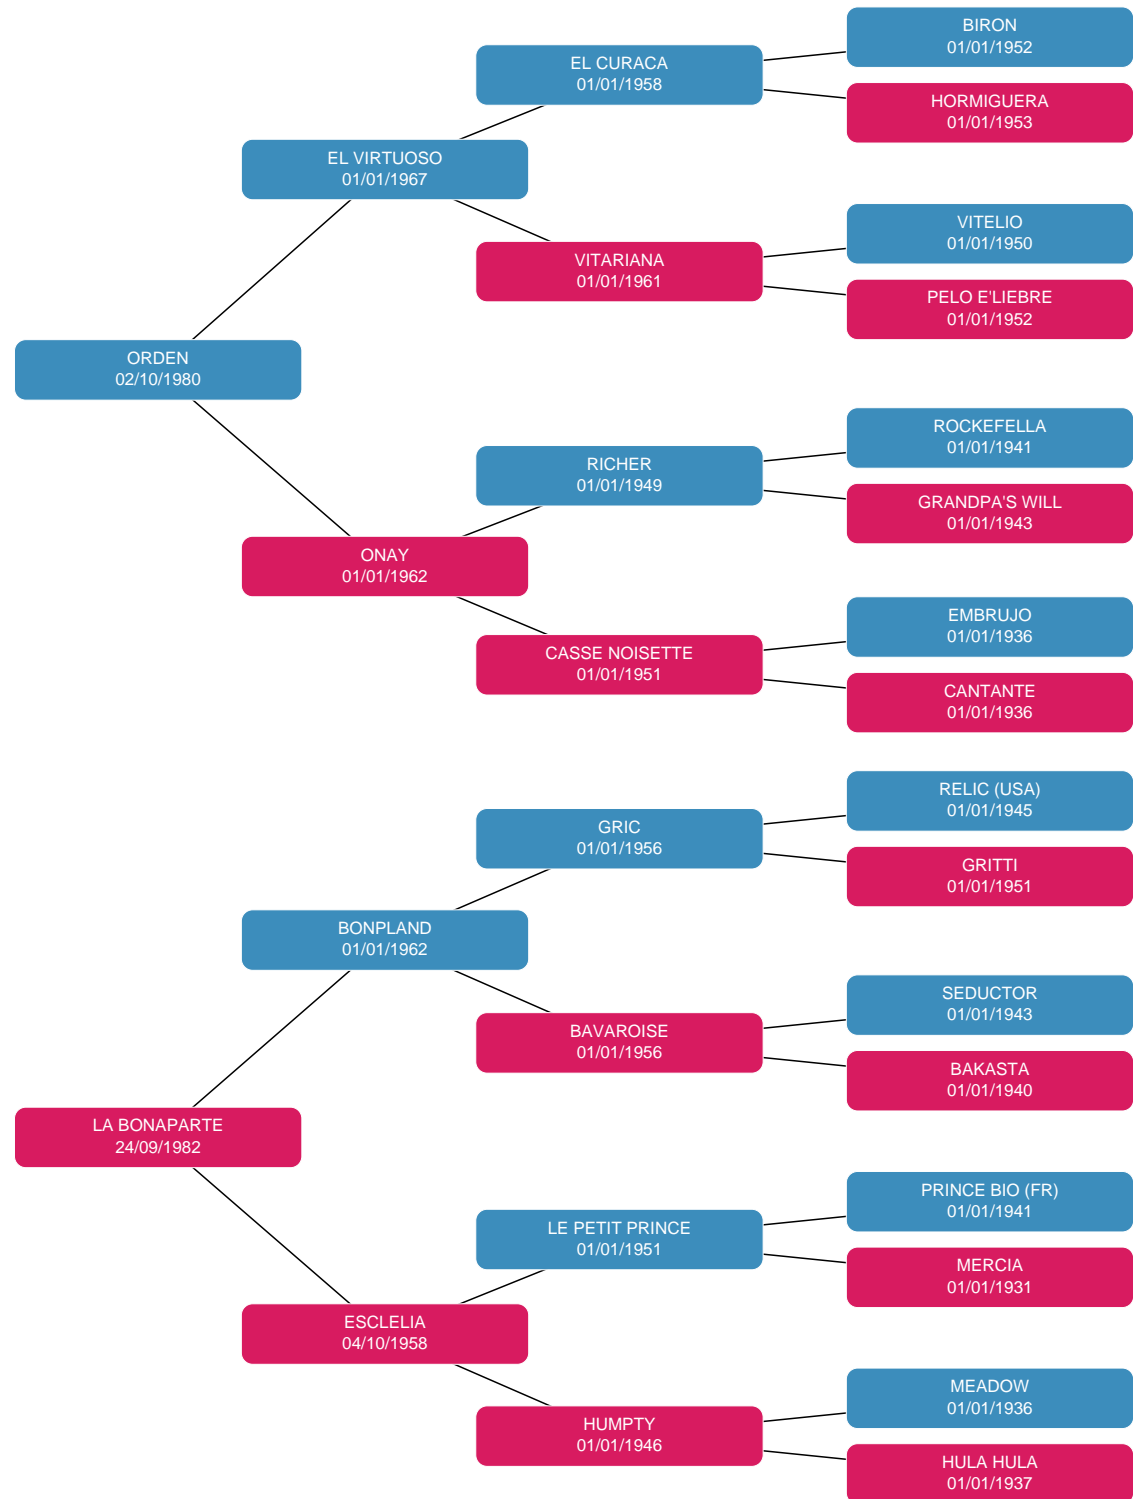 BIRON
01/01/1952
EL CURACA
01/01/1958
HORMIGUERA
01/01/1953
EL VIRTUOSO
01/01/1967
VITELIO
01/01/1950
VITARIANA
01/01/1961
PELO E'LIEBRE
01/01/1952
ORDEN
02/10/1980
ROCKEFELLA
01/01/1941
RICHER
01/01/1949
GRANDPA'S WILL
01/01/1943
ONAY
01/01/1962
EMBRUJO
01/01/1936
CASSE NOISETTE
01/01/1951
CANTANTE
01/01/1936
RELIC (USA)
01/01/1945
GRIC
01/01/1956
GRITTI
01/01/1951
BONPLAND
01/01/1962
SEDUCTOR
01/01/1943
BAVAROISE
01/01/1956
BAKASTA
01/01/1940
LA BONAPARTE
24/09/1982
PRINCE BIO (FR)
01/01/1941
LE PETIT PRINCE
01/01/1951
MERCIA
01/01/1931
ESCLELIA
04/10/1958
MEADOW
01/01/1936
HUMPTY
01/01/1946
HULA HULA
01/01/1937